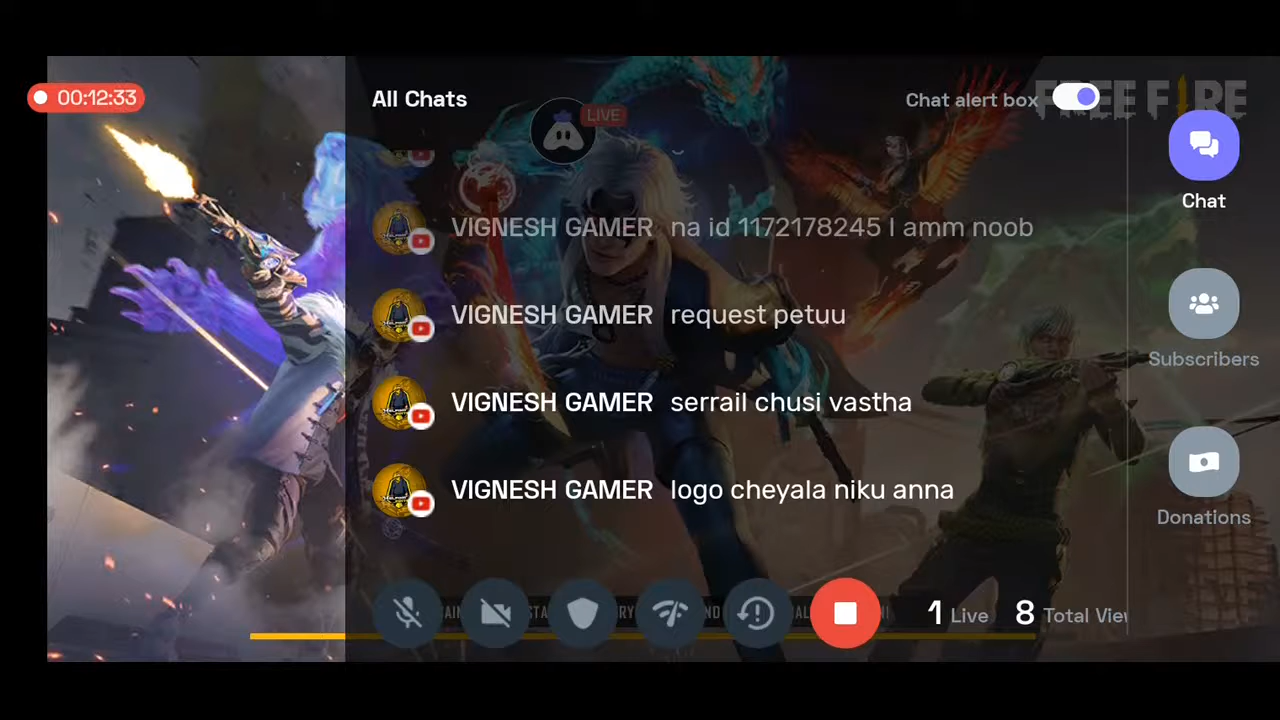 00:12:33
All Chats
Chat alert box
FREE FIRE
LIVE
Chat
VIGNESH GAMER na id 1172178245 I amm noob
VIGNESH GAMER request petuu
Subscribers
VIGNESH GAMER serrail chusi vastha
VIGNESH GAMER logo cheyala niku anna
Donations
1 Live 8 Total Vie